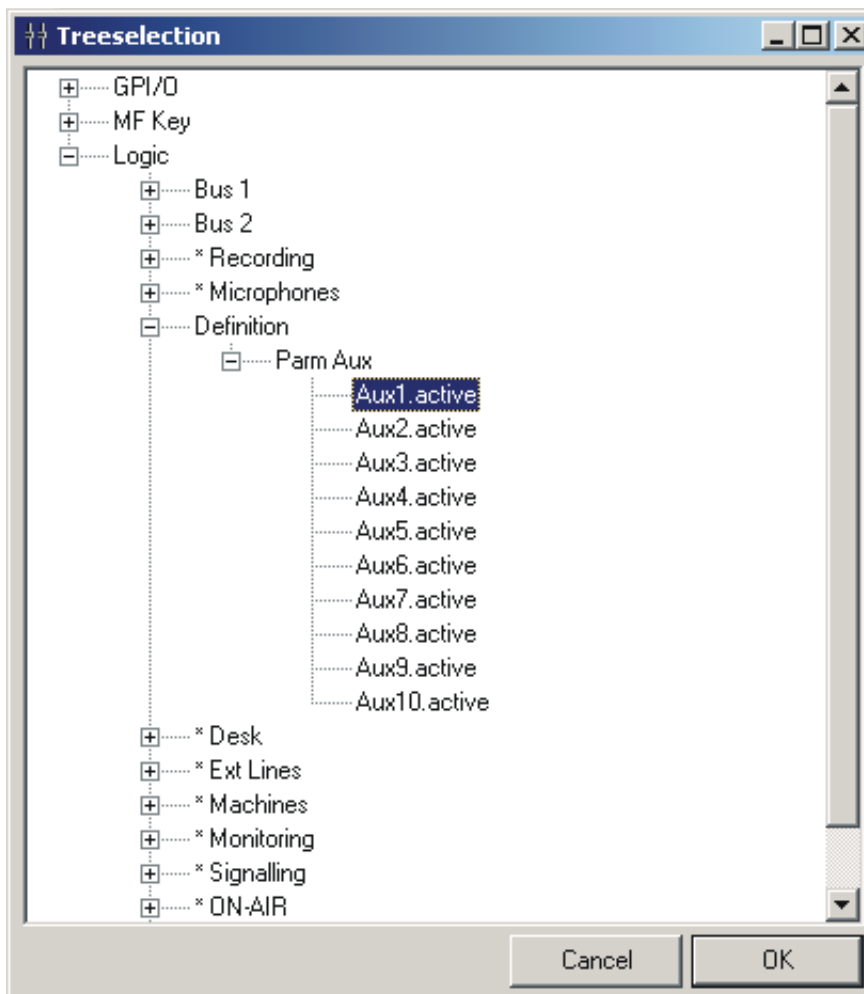 Treeselection
GPI/O
MF Key
Logic
Bus 1
Bus 2
* Recording
* Microphones
Definition
Parm Aux
Aux1.active
Aux2.active
Aux3.active
Aux4.active
Aux5.active
Aux6.active
Aux7.active
Aux8.active
Aux9.active
Aux10.active
* Desk
* Ext Lines
* Machines
* Monitoring
* Signalling
* ON-AIR
Cancel OK